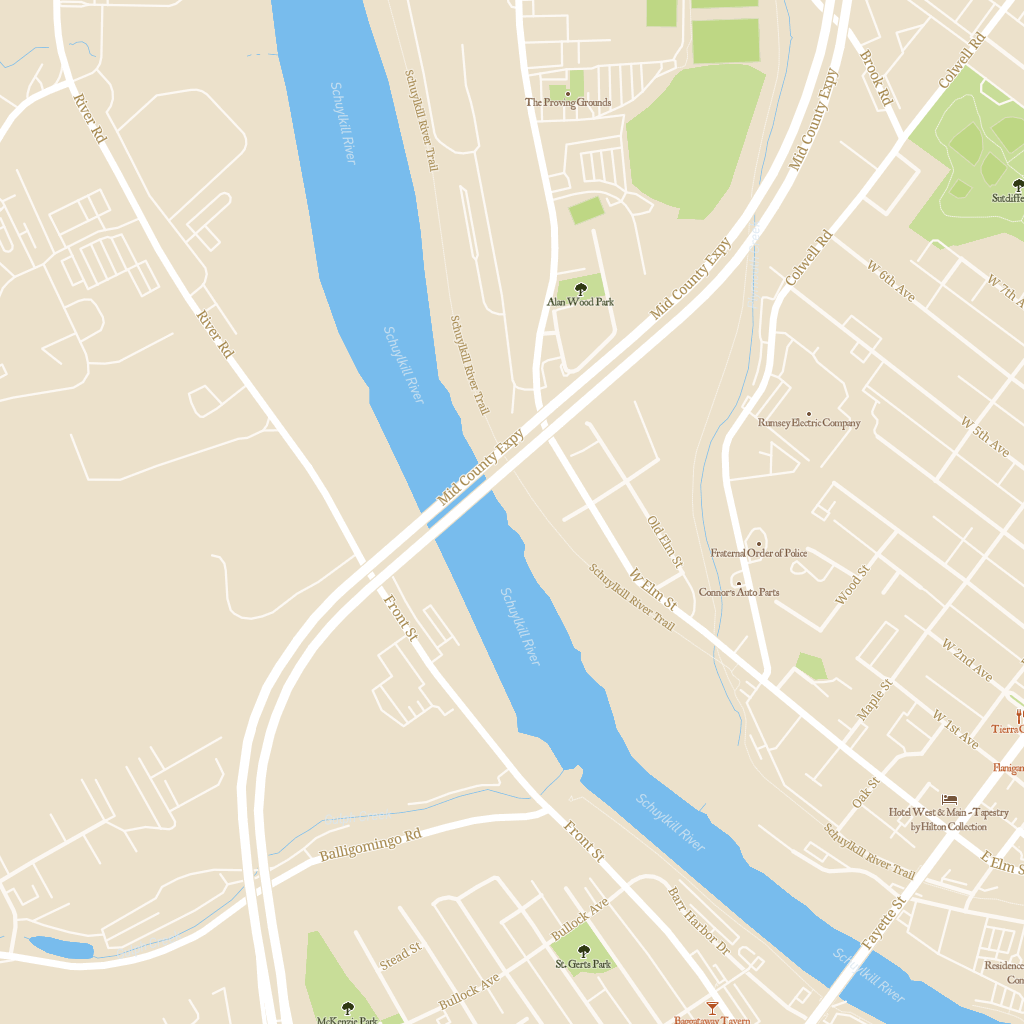 Brook Rd
Colwell Rd
Mid County Expy
The Proving Grounds
River Rd
Schuylkill River
Schuylkill River Trail
Sutcliffe
Colwell Rd
Mid County Expy
W 6th Ave
W 7th A
Alan Wood Park
River Rd
Schuylkill River
Schuylkill River Trail
Rumsey Electric Company
W 5th Ave
Mid County Expy
Old Elm St
Fraternal Order of Police
Connor's Auto Parts
Wood St
W Elm St
Schuylkill River Trail
Front St
Schuylkill River
W 2nd Ave
Maple St
W 1st Ave
Tierra C
Flanigan
Oak St
Hotel West & Main - Tapestry
by Hilton Collection
Schuylkill River
Balligomingo Rd
Front St
Schuylkill River Trail
E Elm S
Fayette St
Barr Harbor Dr
Bullock Ave
Stead St
St. Gerts Park
Schuylkill River
Residence
Con
Bullock Ave
McKenzie Park
Baggataway Tavern